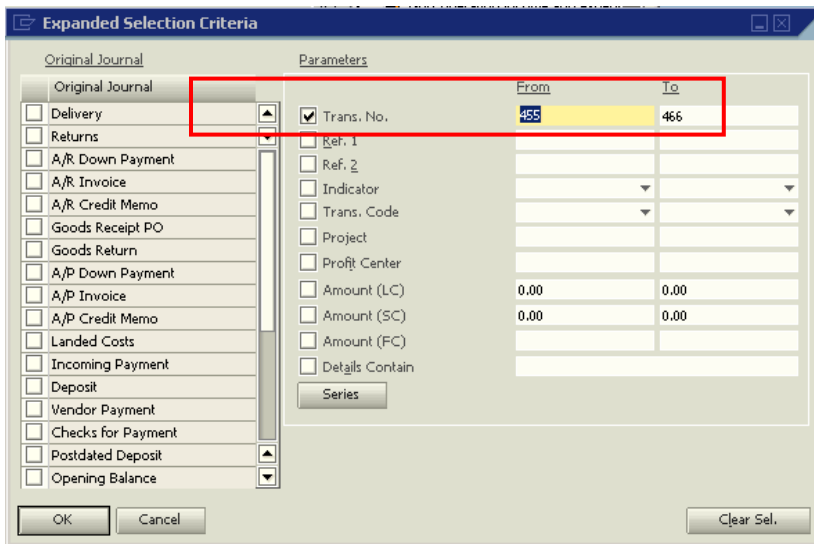 Expanded Selection Criteria
Original Journal
Original Journal
Delivery
Returns
A/R Down Payment
A/R Invoice
A/R Credit Memo
Goods Receipt PO
Goods Return
A/P Down Payment
A/P Invoice
A/P Credit Memo
Landed Costs
Incoming Payment
Deposit
Vendor Payment
Checks for Payment
Postdated Deposit
Opening Balance
Parameters
From To
Trans. No. 455 466
Ref. 1
Ref. 2
Indicator
Trans. Code
Project
Profit Center
Amount (LC) 0.00 0.00
Amount (SC) 0.00 0.00
Amount (FC)
Details Contain
Series
OK Cancel Clear Sel.